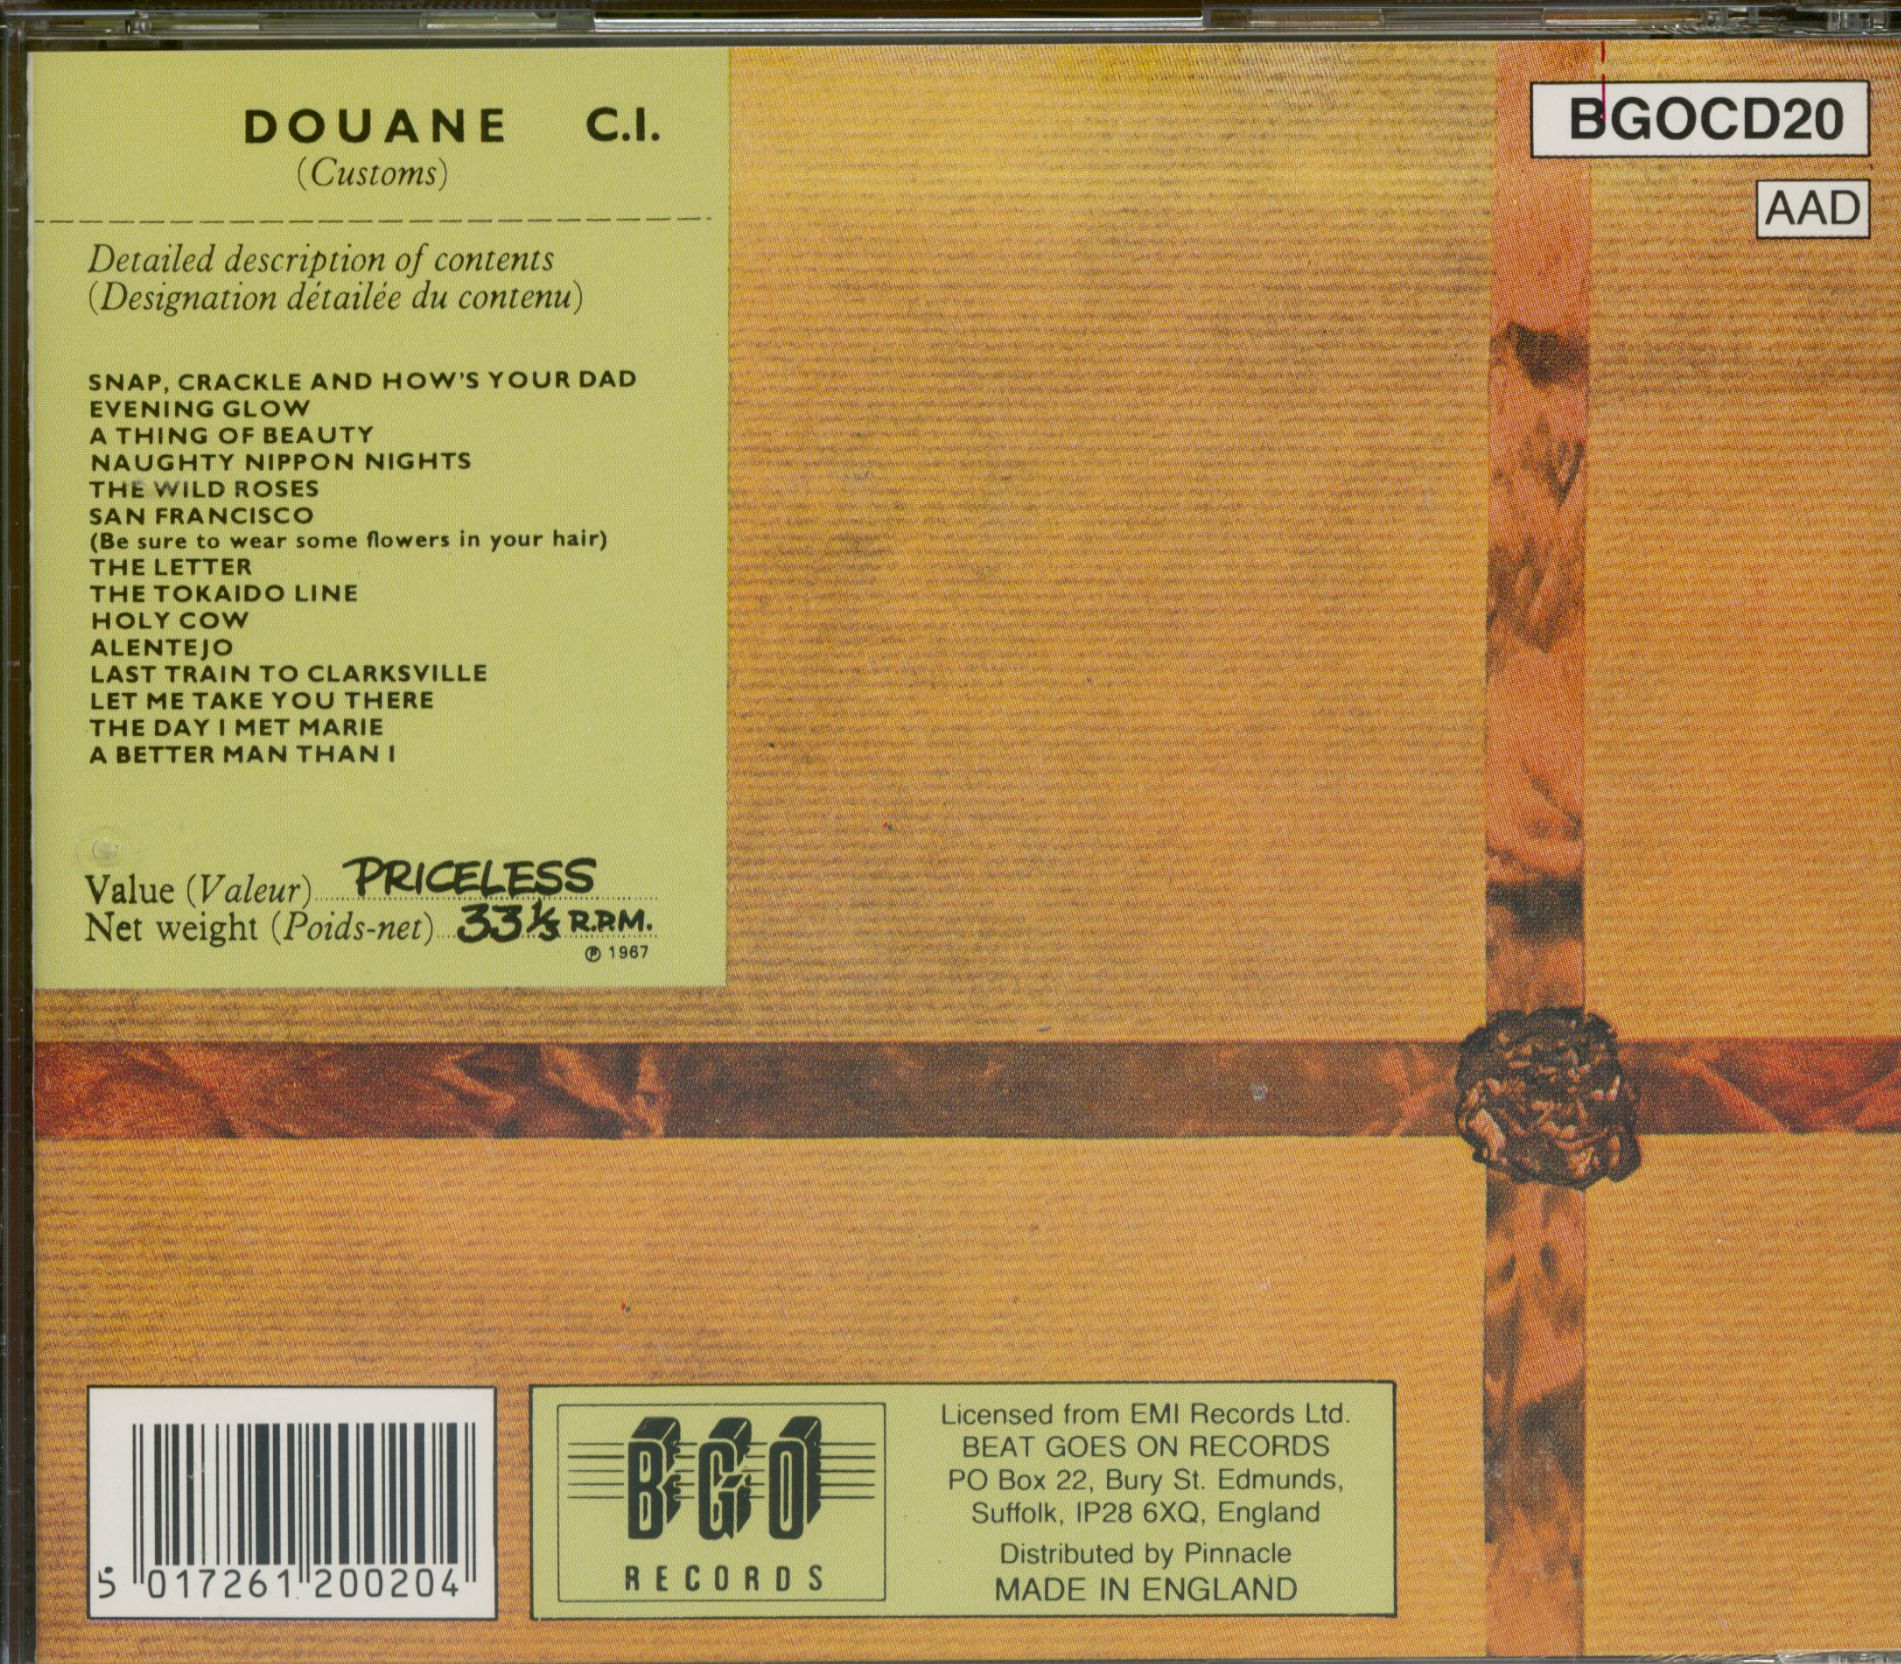 DOUANE C.I.
(Customs)
Detailed description of contents
(Designation détailée du contenu)
SNAP, CRACKLE AND HOW'S YOUR DAD
EVENING GLOW
A THING OF BEAUTY
NAUGHTY NIPPON NIGHTS
THE WILD ROSES
SAN FRANCISCO
(Be sure to wear some flowers in your hair)
THE LETTER
THE TOKAIDO LINE
HOLY COW
ALENTEJO
LAST TRAIN TO CLARKSVILLE
LET ME TAKE YOU THERE
THE DAY I MET MARIE
A BETTER MAN THAN I
Value (Valeur) PRICELESS
Net weight (Poids-net) 33 ⅓ R.P.M.
℗ 1967
BGOCD20
AAD
5 017261 200204
BGO
RECORDS
Licensed from EMI Records Ltd.
BEAT GOES ON RECORDS
PO Box 22, Bury St. Edmunds,
Suffolk, IP28 6XQ, England
Distributed by Pinnacle
MADE IN ENGLAND